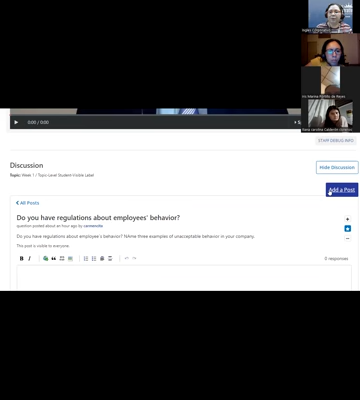 0:00 / 0:00
STAFF DEBUG INFO
Discussion
Hide Discussion
Topic: Week 1 / Topic-Level Student-Visible Label
Add a Post
All Posts
Do you have regulations about employees' behavior?
question posted about an hour ago by
Do you have regulations about employee's behavior? NAme three examples of unacceptable behavior in your company.
This post is visible to everyone.
B I
0 responses